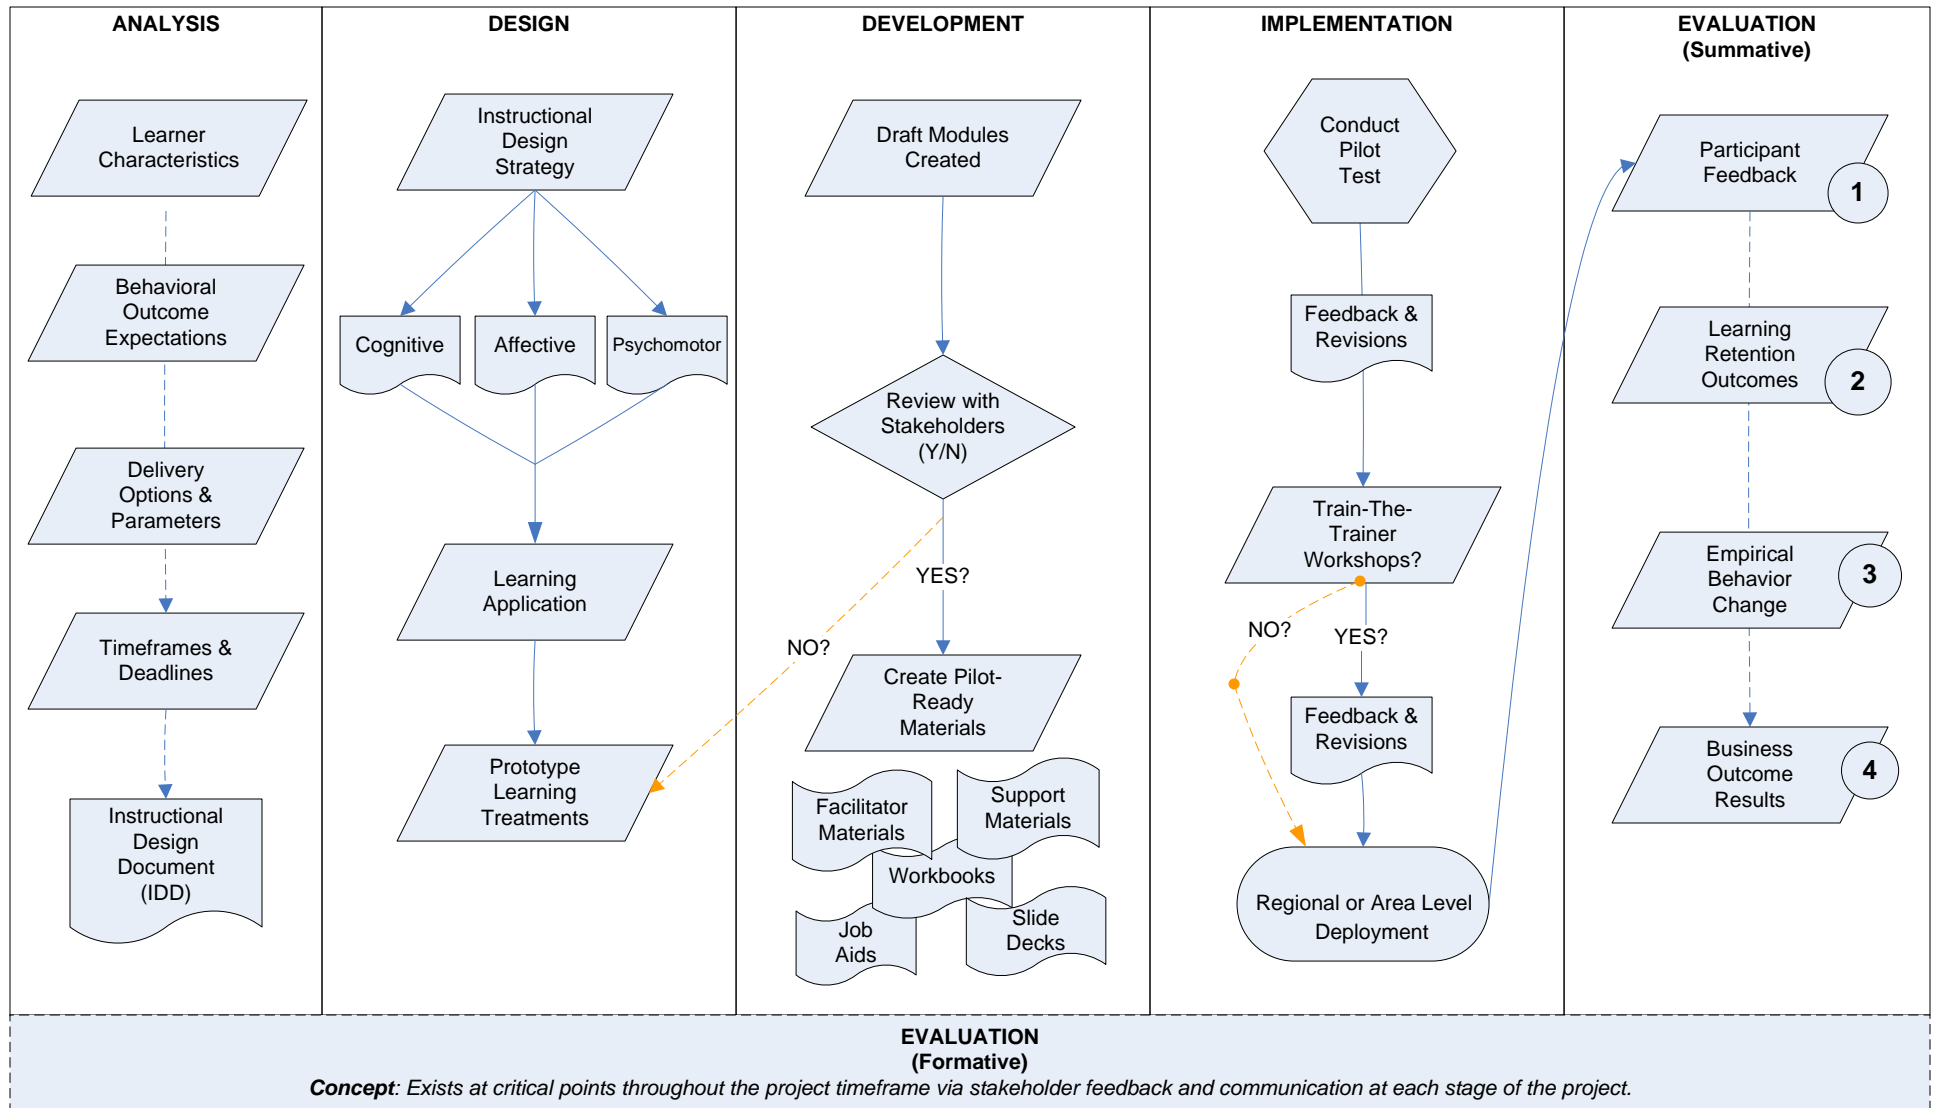 ANALYSIS
Learner
Characteristics
Behavioral
Outcome
Expectations
Delivery
Options &
Parameters
Timeframes &
Deadlines
Instructional
Design
Document
(IDD)
DESIGN
Instructional
Design
Strategy
Cognitive
Affective
Psychomotor
Learning
Application
Prototype
Learning
Treatments
DEVELOPMENT
Draft Modules
Created
Review with
Stakeholders
(Y/N)
YES?
NO?
Create Pilot-
Ready
Materials
Facilitator
Materials
Support
Materials
Workbooks
Job
Aids
Slide
Decks
IMPLEMENTATION
Conduct
Pilot
Test
Feedback &
Revisions
Train-The-
Trainer
Workshops?
NO?
YES?
Feedback &
Revisions
Regional or Area Level
Deployment
EVALUATION
(Summative)
Participant
Feedback
1
Learning
Retention
Outcomes
2
Empirical
Behavior
Change
3
Business
Outcome
Results
4
EVALUATION
(Formative)
Concept: Exists at critical points throughout the project timeframe via stakeholder feedback and communication at each stage of the project.